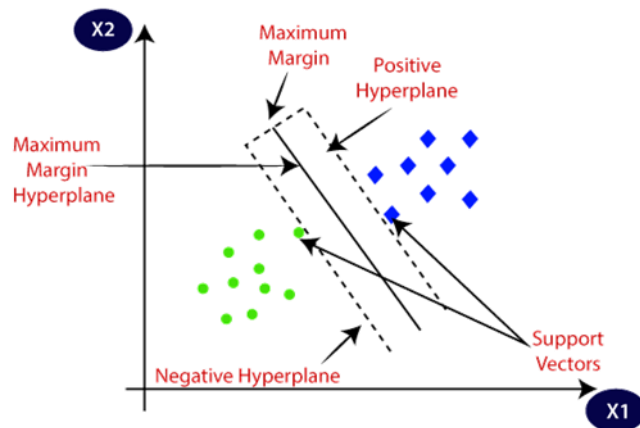 X2
Maximum
Margin
Positive
Hyperplane
Maximum
Margin
Hyperplane
Support
Vectors
Negative Hyperplane
X1